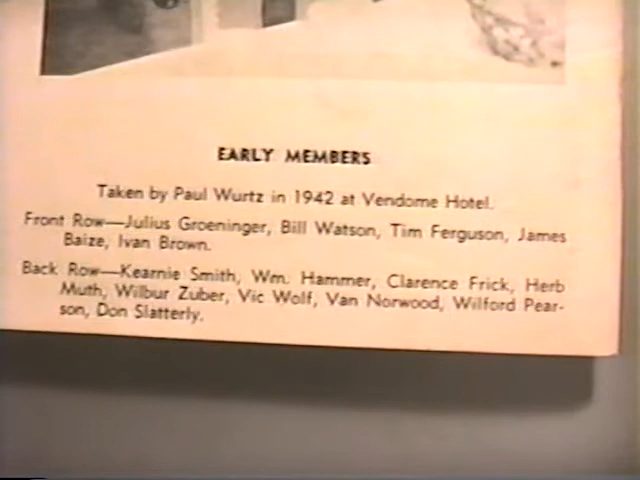 EARLY MEMBERS
Taken by Paul Wurtz in 1942 at Vendome Hotel.
Front Row—Julius Groeninger, Bill Watson, Tim Ferguson, James
Baize, Ivan Brown.
Back Row—Kearnie Smith, Wm. Hammer, Clarence Frick, Herb
Muth, Wilbur Zuber, Vic Wolf, Van Norwood, Wilford Pear-
son, Don Slatterly.